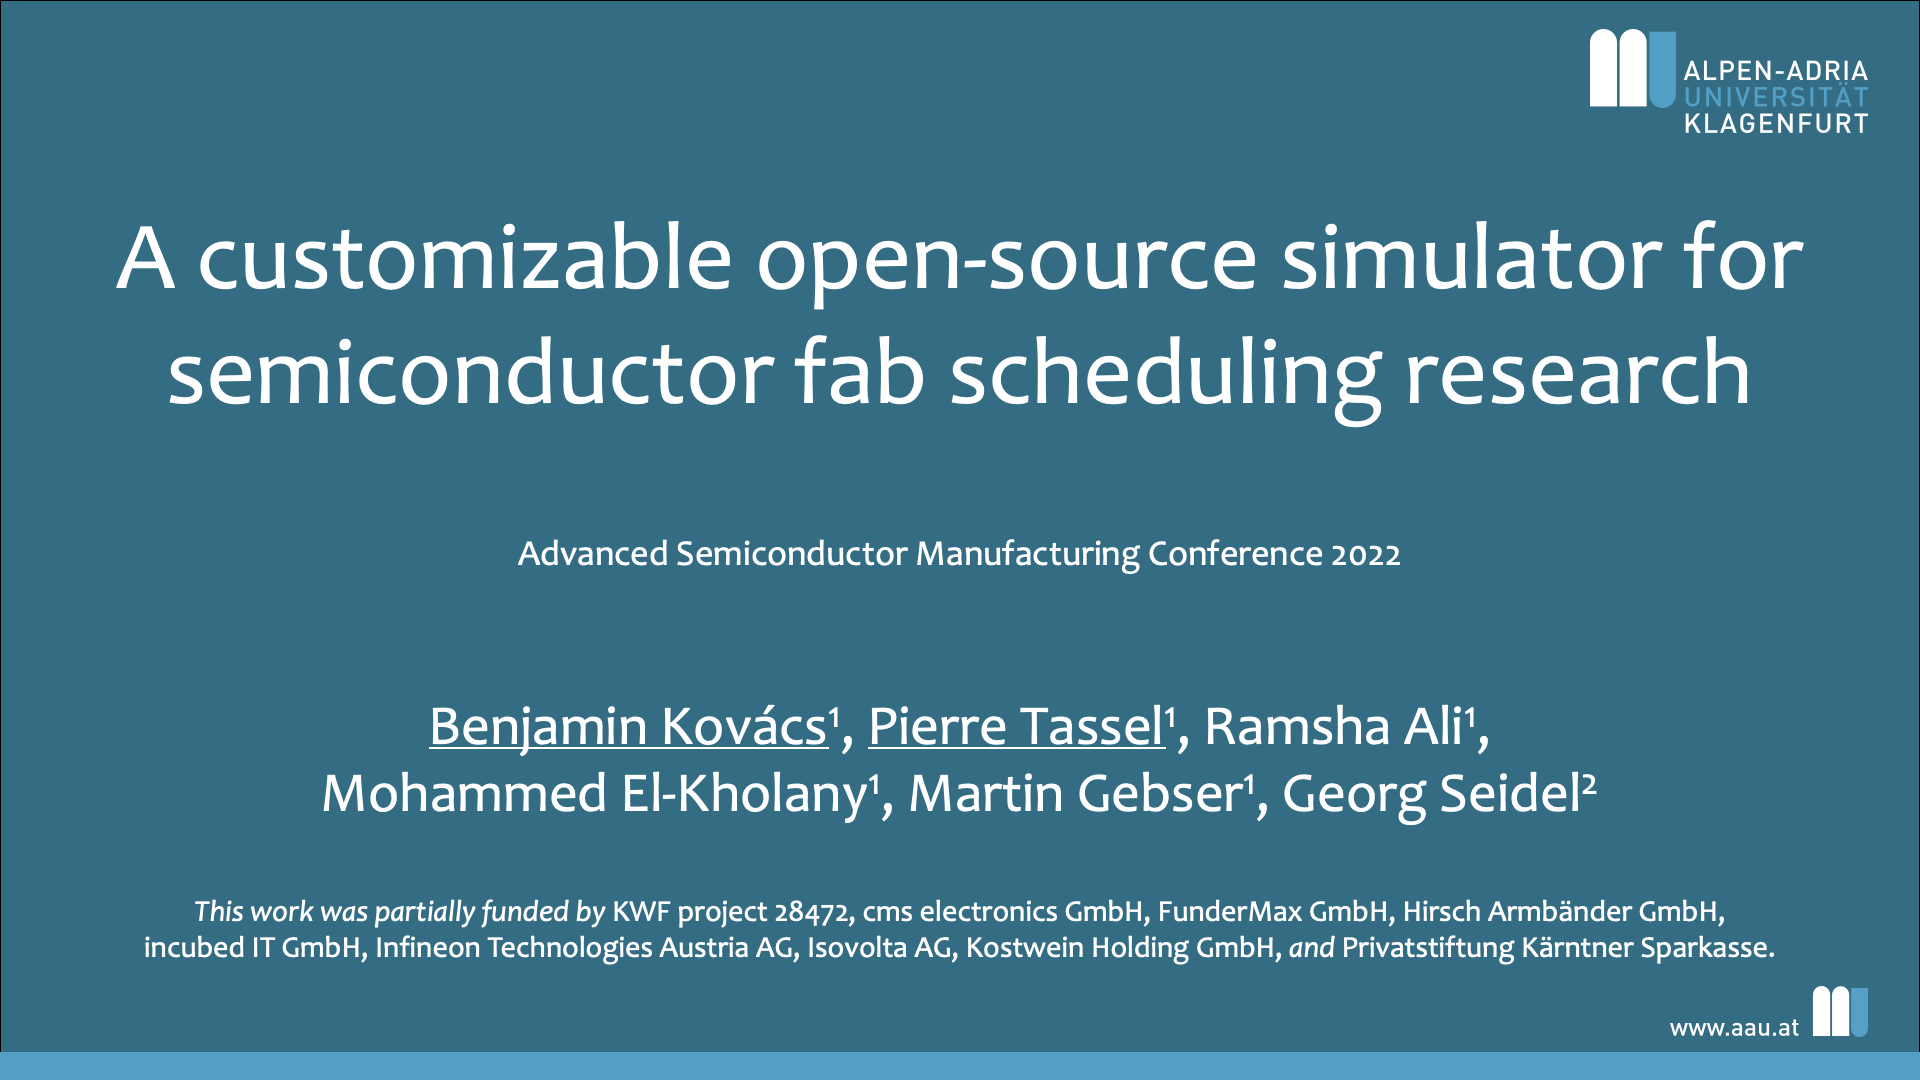 ALPEN-ADRIA
UNIVERSITÄT
KLAGENFURT
A customizable open-source simulator for
semiconductor fab scheduling research
Advanced Semiconductor Manufacturing Conference 2022
Benjamin Kovács¹, Pierre Tassel¹, Ramsha Ali¹,
Mohammed El-Kholany¹, Martin Gebser¹, Georg Seidel²
This work was partially funded by KWF project 28472, cms electronics GmbH, FunderMax GmbH, Hirsch Armbänder GmbH,
incubed IT GmbH, Infineon Technologies Austria AG, Isovolta AG, Kostwein Holding GmbH, and Privatstiftung Kärntner Sparkasse.
www.aau.at